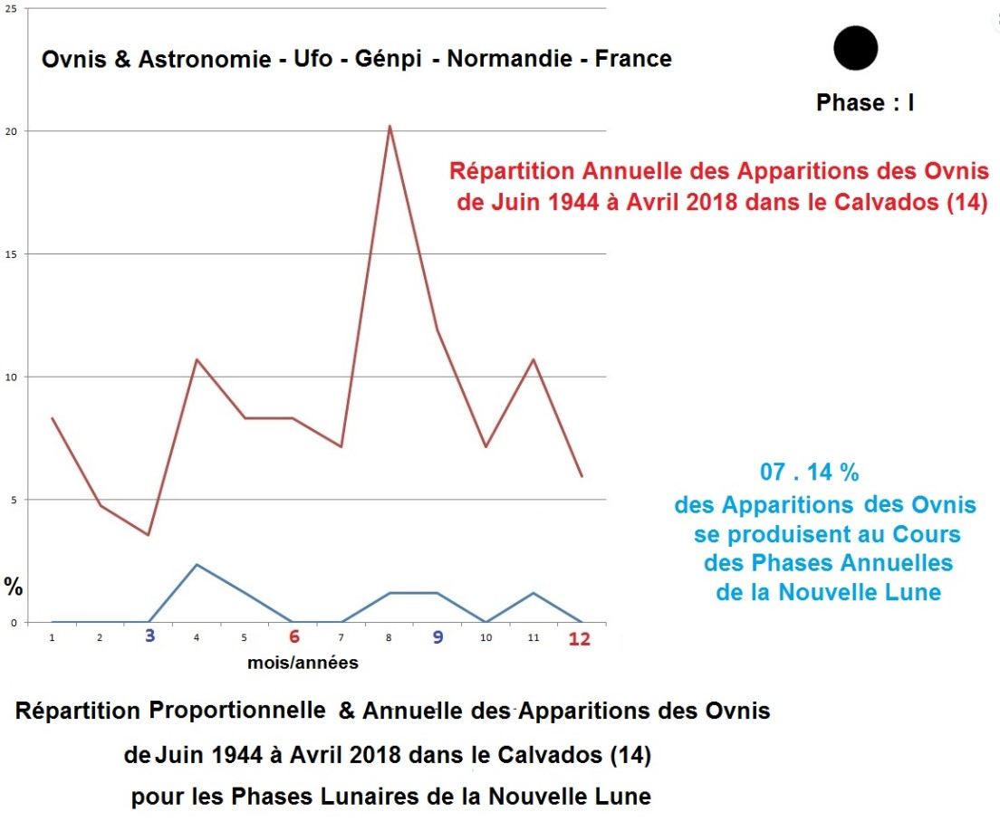 25
Ovnis & Astronomie - Ufo - Génpi - Normandie - France
Phase : I
20
Répartition Annuelle des Apparitions des Ovnis
de Juin 1944 à Avril 2018 dans le Calvados (14)
15
10
07 . 14 %
des Apparitions des Ovnis
se produisent au Cours
des Phases Annuelles
de la Nouvelle Lune
5
%
0
1 2 3 4 5 6 7 8 9 10 11 12
mois/années
Répartition Proportionnelle & Annuelle des Apparitions des Ovnis
de Juin 1944 à Avril 2018 dans le Calvados (14)
pour les Phases Lunaires de la Nouvelle Lune